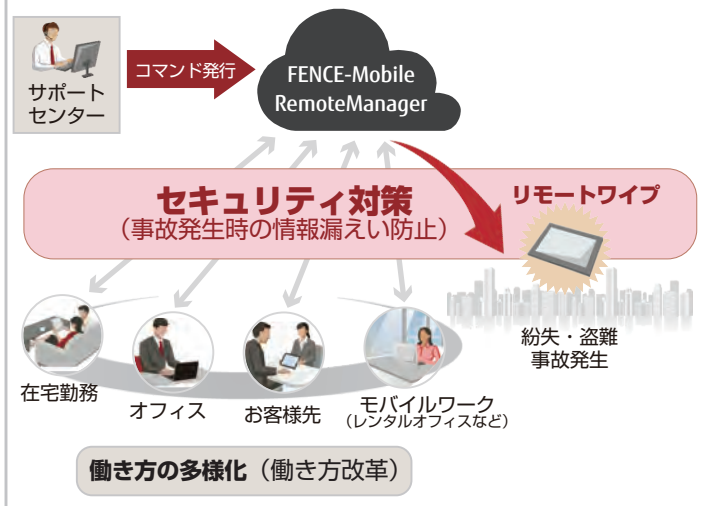 サポート
センター
コマンド発行
FENCE-Mobile
RemoteManager
セキュリティ対策
（事故発生時の情報漏えい防止）
リモートワイプ
紛失・盗難
事故発生
在宅勤務
オフィス
お客様先
モバイルワーク
（レンタルオフィスなど）
働き方の多様化（働き方改革）